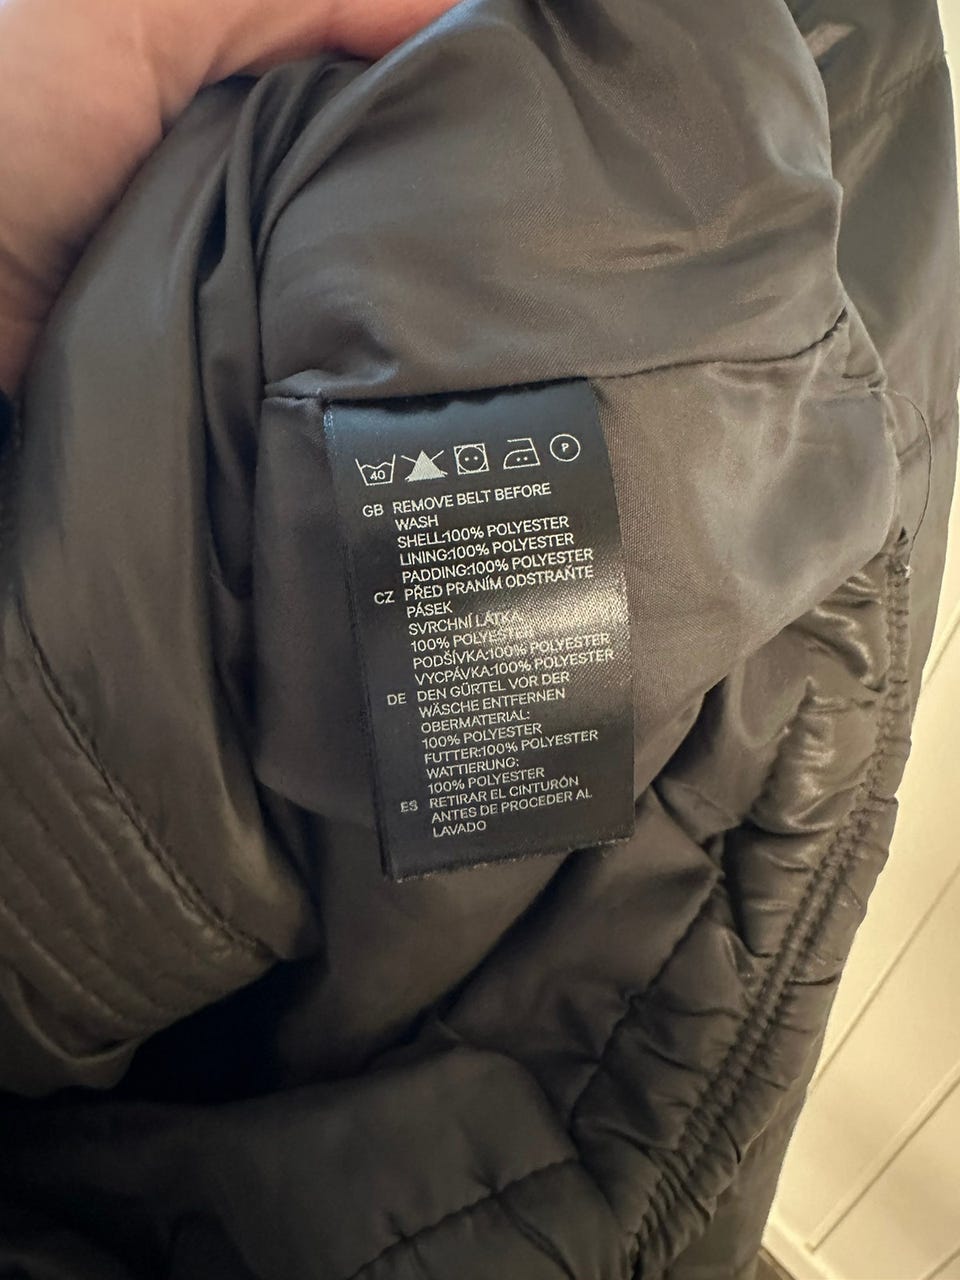 40 P
GB REMOVE BELT BEFORE
WASH
SHELL:100% POLYESTER
LINING:100% POLYESTER
PADDING:100% POLYESTER
CZ PŘED PRANÍM ODSTRAŇTE
PÁSEK
SVRCHNÍ LÁTKA:
100% POLYESTER
PODŠÍVKA:100% POLYESTER
VYCPÁVKA:100% POLYESTER
DE DEN GÜRTEL VOR DER
WÄSCHE ENTFERNEN
OBERMATERIAL:
100% POLYESTER
FUTTER:100% POLYESTER
WATTIERUNG:
100% POLYESTER
ES RETIRAR EL CINTURÓN
ANTES DE PROCEDER AL
LAVADO